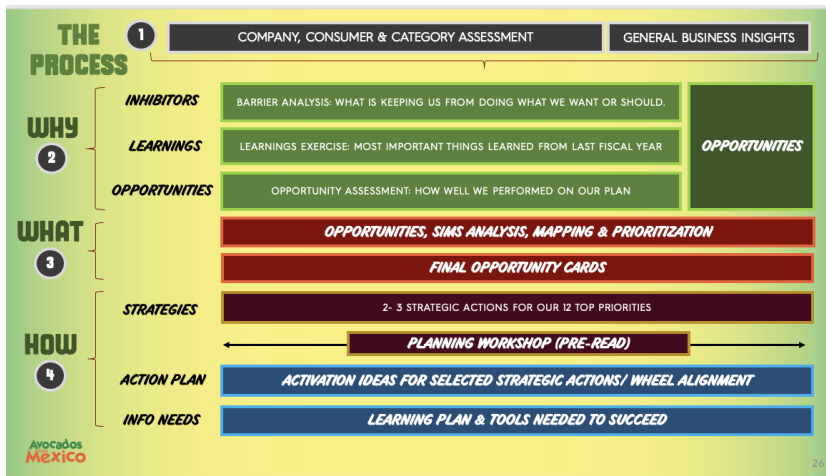 THE PROCESS
1
COMPANY, CONSUMER & CATEGORY ASSESSMENT
GENERAL BUSINESS INSIGHTS
WHY
2
INHIBITORS
BARRIER ANALYSIS: WHAT IS KEEPING US FROM DOING WHAT WE WANT OR SHOULD.
LEARNINGS
LEARNINGS EXERCISE: MOST IMPORTANT THINGS LEARNED FROM LAST FISCAL YEAR
OPPORTUNITIES
OPPORTUNITY ASSESSMENT: HOW WELL WE PERFORMED ON OUR PLAN
OPPORTUNITIES
WHAT
3
OPPORTUNITIES, SIMS ANALYSIS, MAPPING & PRIORITIZATION
FINAL OPPORTUNITY CARDS
HOW
4
STRATEGIES
2- 3 STRATEGIC ACTIONS FOR OUR 12 TOP PRIORITIES
PLANNING WORKSHOP (PRE-READ)
ACTION PLAN
ACTIVATION IDEAS FOR SELECTED STRATEGIC ACTIONS/ WHEEL ALIGNMENT
INFO NEEDS
LEARNING PLAN & TOOLS NEEDED TO SUCCEED
Avocados
México
26